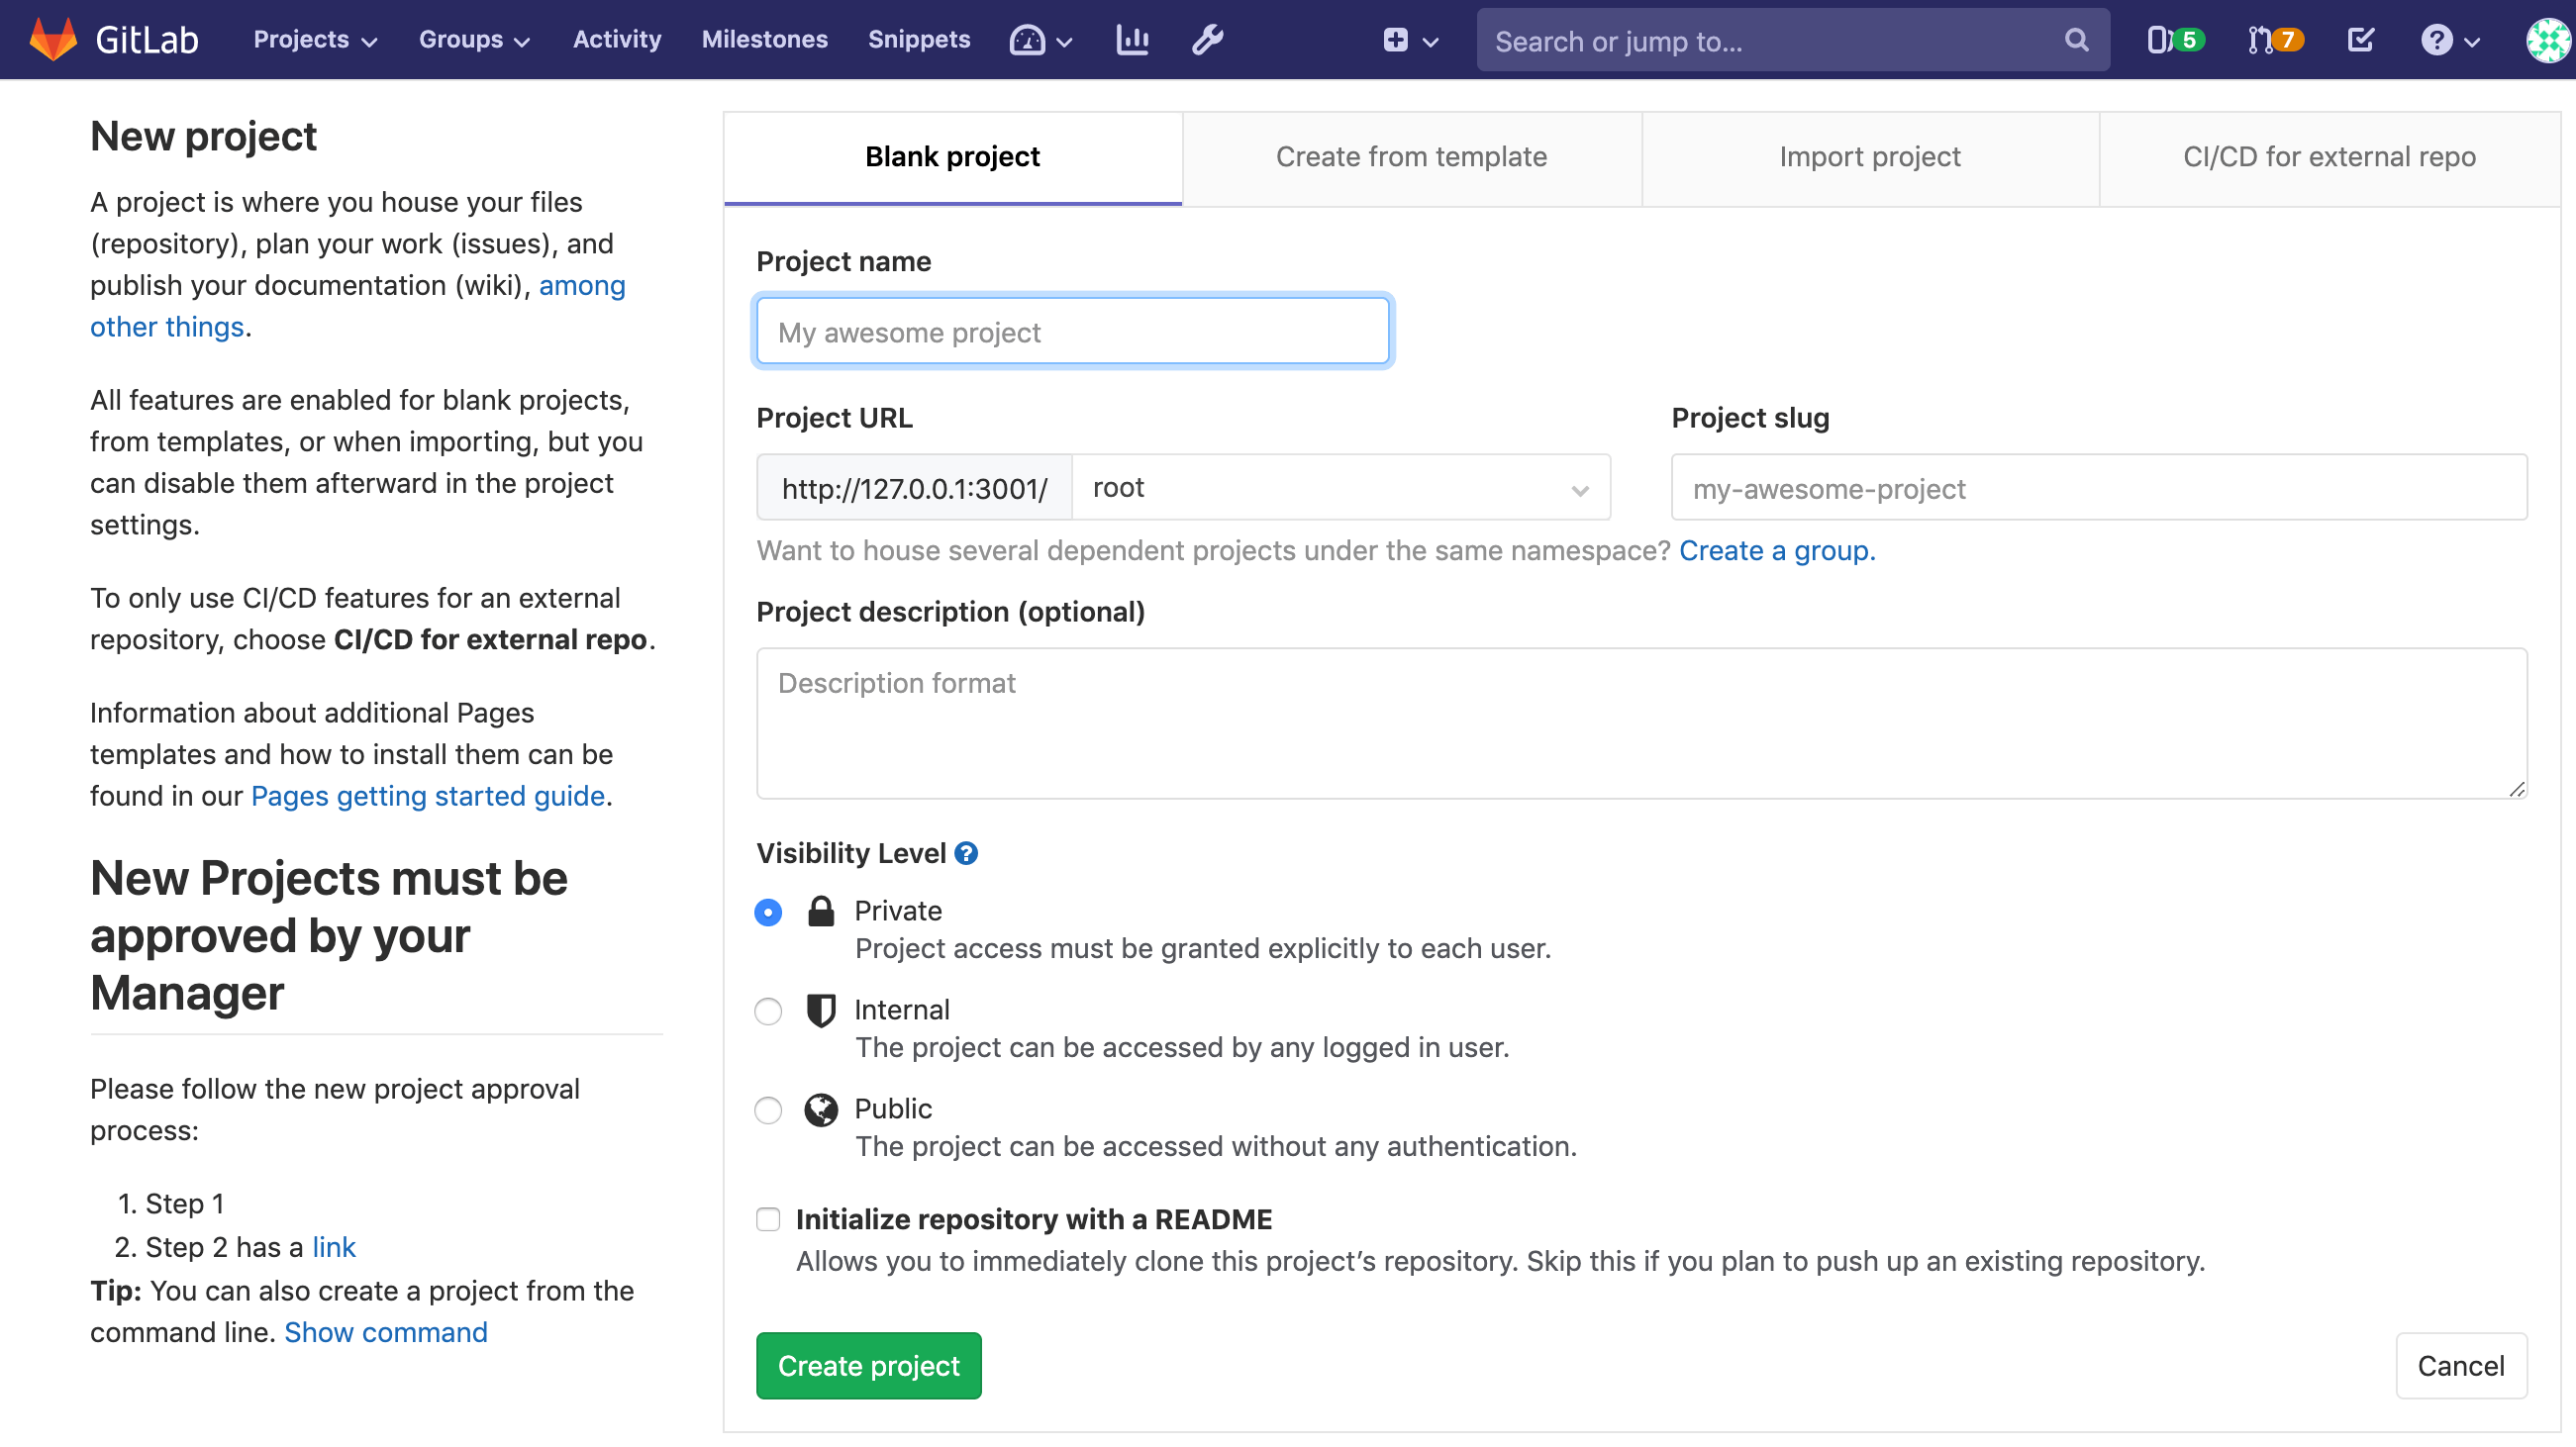 GitLab Projects Groups Activity Milestones Snippets Search or jump to... 5 7
New project
A project is where you house your files
(repository), plan your work (issues), and
publish your documentation (wiki), among
other things.
All features are enabled for blank projects,
from templates, or when importing, but you
can disable them afterward in the project
settings.
To only use CI/CD features for an external
repository, choose CI/CD for external repo.
Information about additional Pages
templates and how to install them can be
found in our Pages getting started guide.
New Projects must be
approved by your
Manager
Please follow the new project approval
process:
1. Step 1
2. Step 2 has a link
Tip: You can also create a project from the
command line. Show command
Blank project Create from template Import project CI/CD for external repo
Project name
My awesome project
Project URL Project slug
http://127.0.0.1:3001/ root my-awesome-project
Want to house several dependent projects under the same namespace? Create a group.
Project description (optional)
Description format
Visibility Level ?
Private
Project access must be granted explicitly to each user.
Internal
The project can be accessed by any logged in user.
Public
The project can be accessed without any authentication.
Initialize repository with a README
Allows you to immediately clone this project’s repository. Skip this if you plan to push up an existing repository.
Create project Cancel